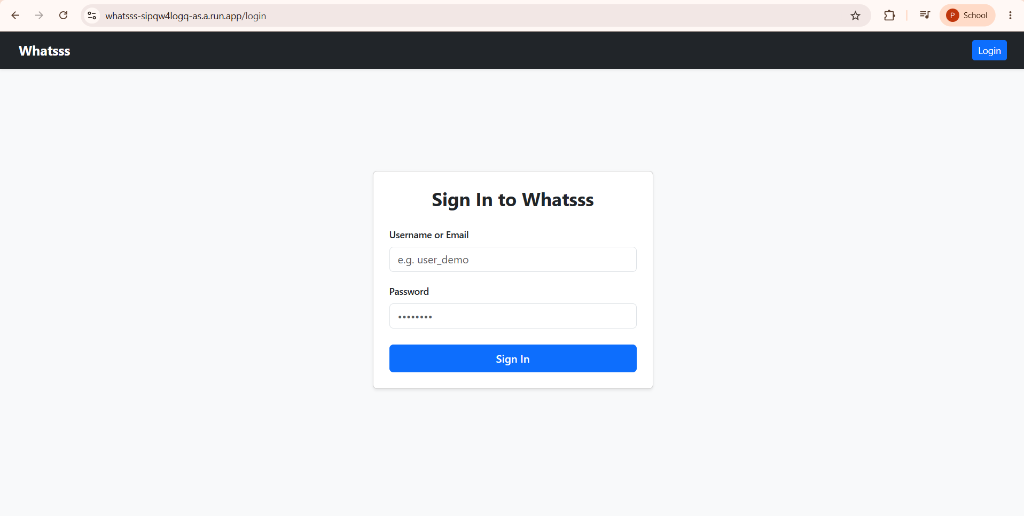 whatsss-sipqw4logq-as.a.run.app/login
P School
Whatsss
Login
Sign In to Whatsss
Username or Email
e.g. user_demo
Password
••••••••
Sign In